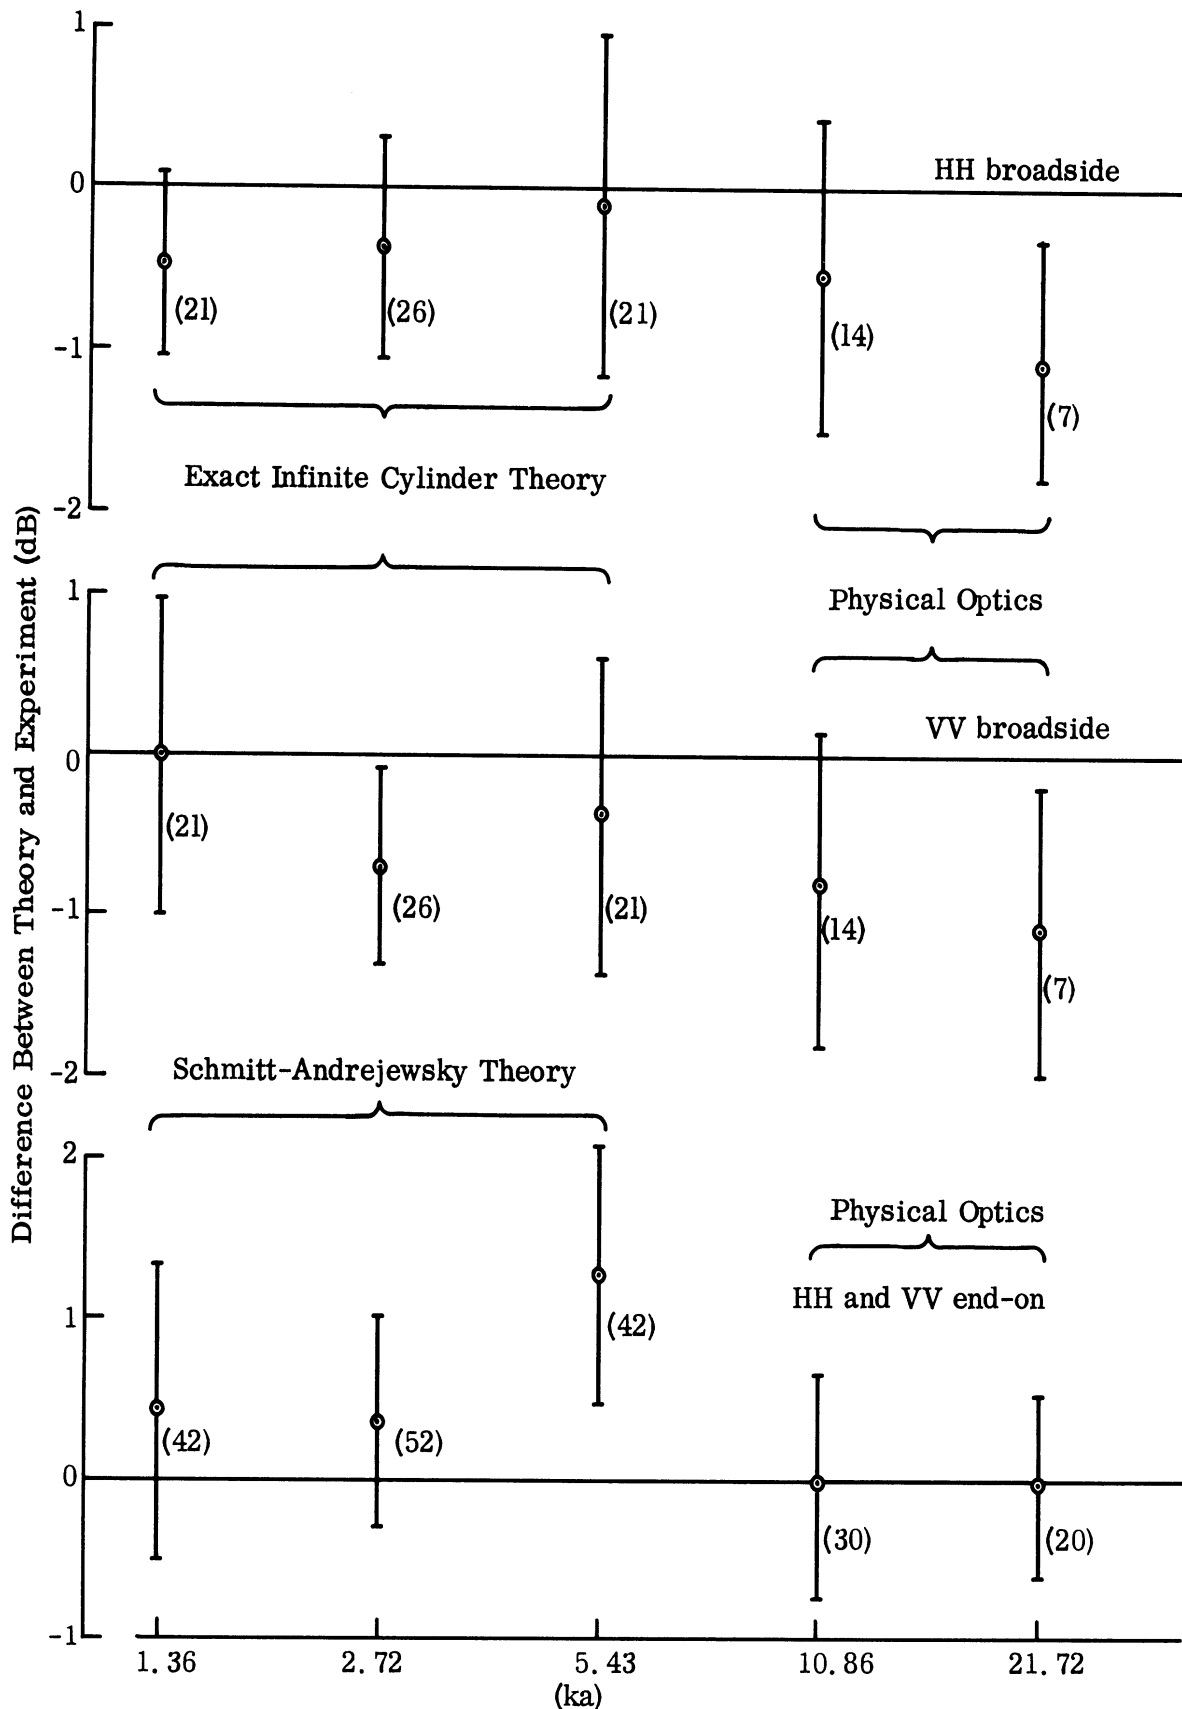 1
0
HH broadside
(21)
(26)
(21)
(14)
(7)
-1
Exact Infinite Cylinder Theory
-2
Difference Between Theory and Experiment (dB)
1
Physical Optics
VV broadside
0
(21)
(26)
(21)
(14)
(7)
-1
-2
Schmitt-Andrejewsky Theory
2
Physical Optics
HH and VV end-on
1
(42)
(42)
(52)
0
(30)
(20)
-1
1.36 2.72 5.43 10.86 21.72
(ka)